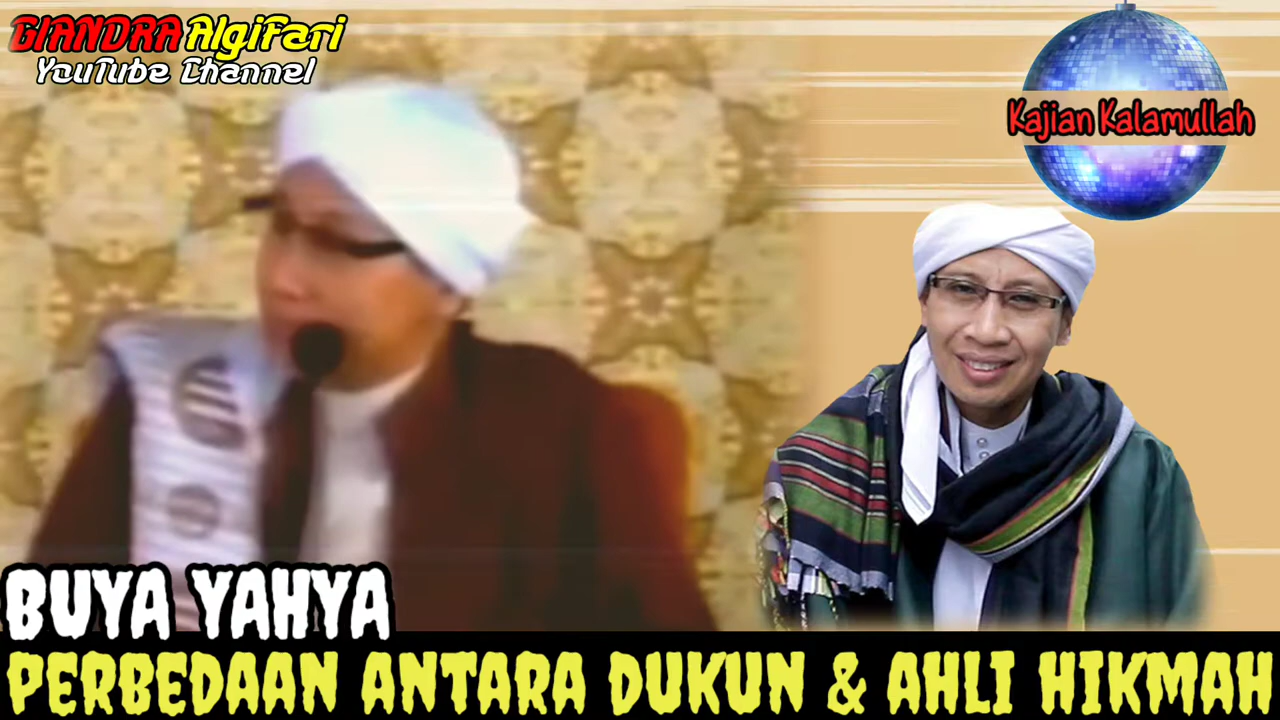 GIANDRA AlgiFari
YouTube Channel
Kajian Kalamullah
BUYA YAHYA
PERBEDAAN ANTARA DUKUN & AHLI HIKMAH